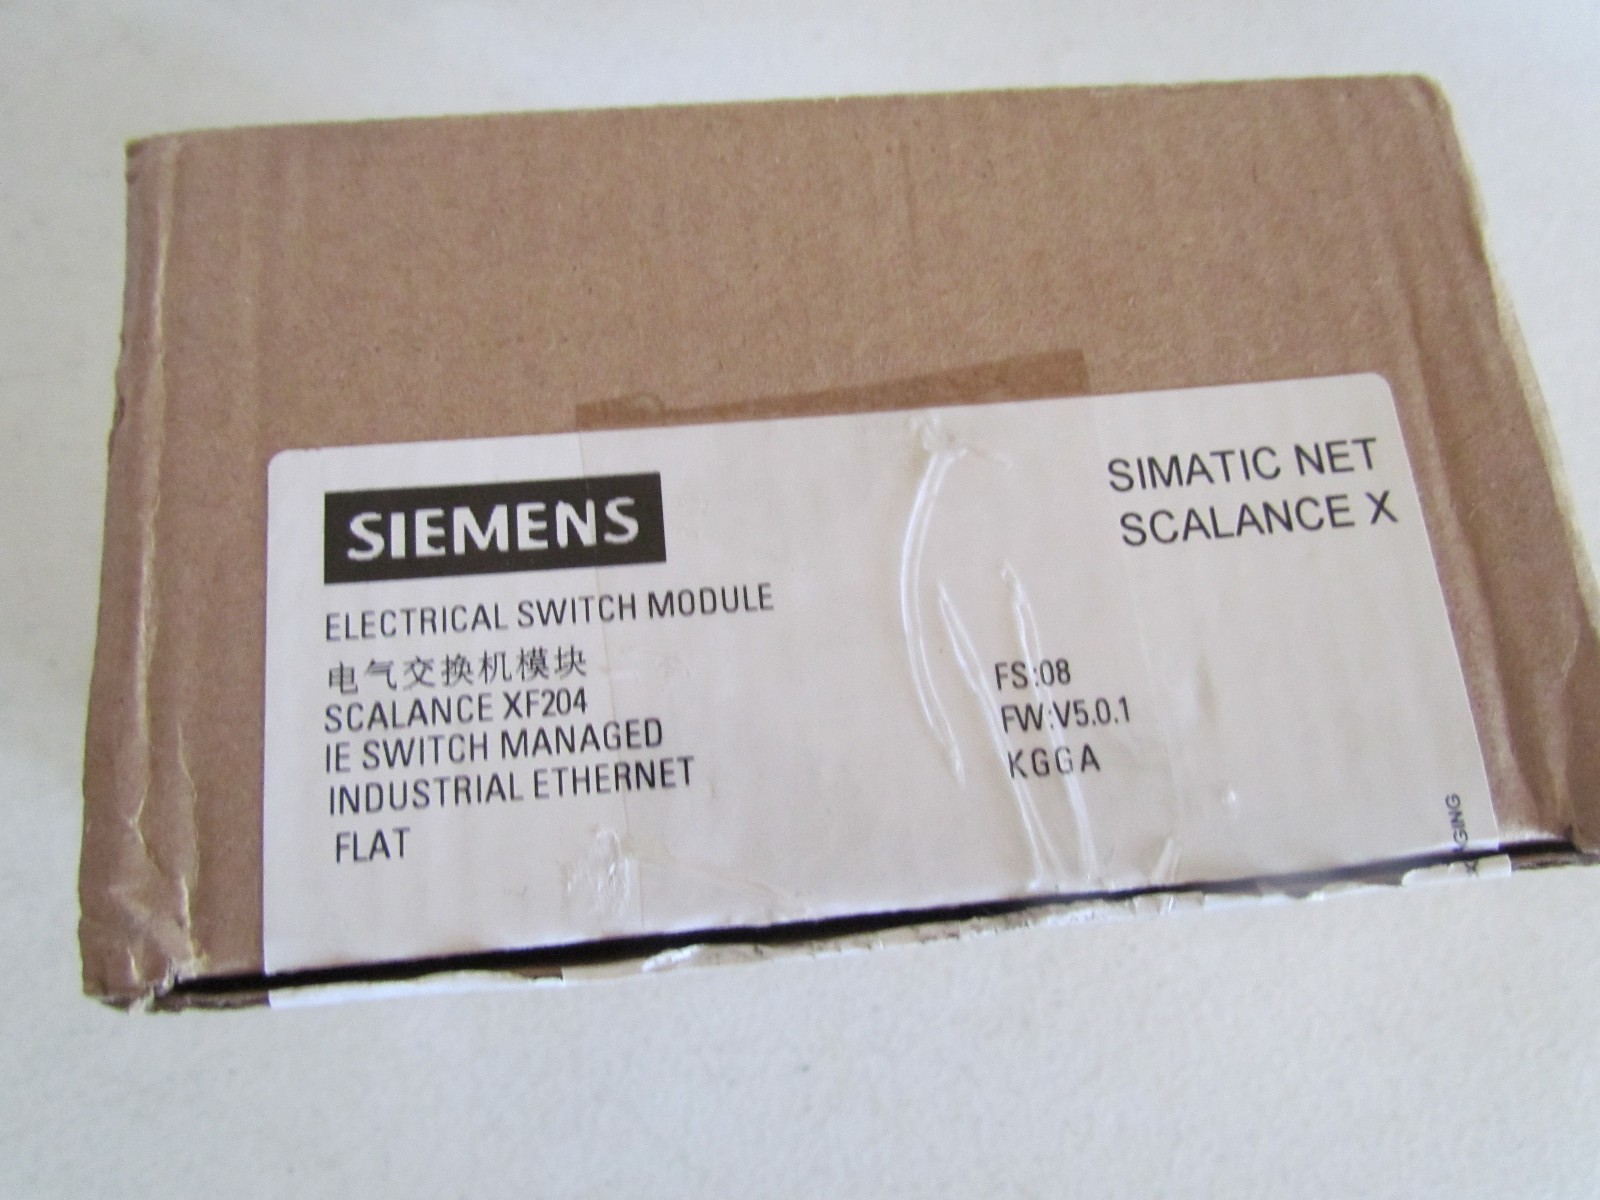 SIEMENS
SIMATIC NET
SCALANCE X
ELECTRICAL SWITCH MODULE
电气交换机模块
SCALANCE XF204
IE SWITCH MANAGED
INDUSTRIAL ETHERNET
FLAT
FS:08
FW:V5.0.1
KGGA